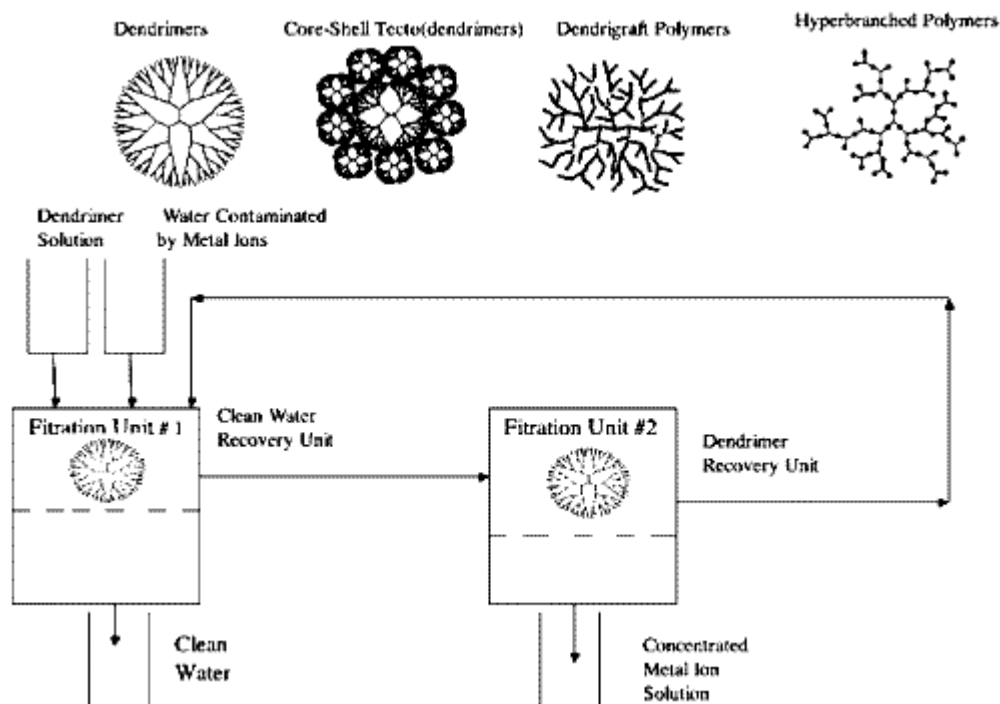 Dendrimers
Core-Shell Tecto(dendrimers)
Dendrigraft Polymers
Hyperbranched Polymers
Dendrimer
Solution
Water Contaminated
by Metal Ions
Fitration Unit #1
Clean Water
Recovery Unit
Fitration Unit #2
Dendrimer
Recovery Unit
Clean
Water
Concentrated
Metal Ion
Solution